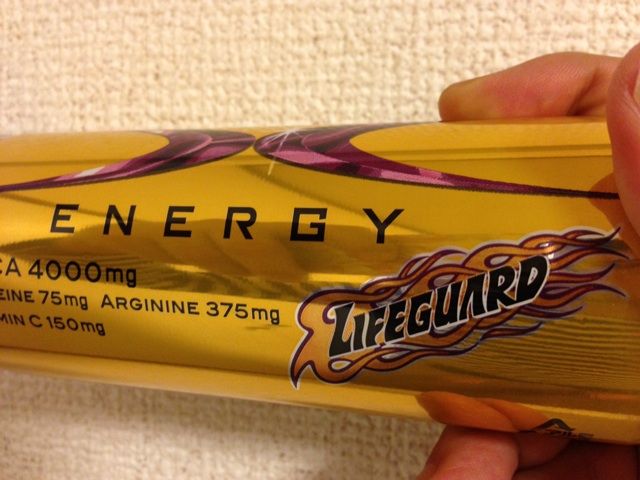 ENERGY
CA 4000mg
EINE 75mg ARGININE 375mg
MIN C 150mg
LIFEGUARD